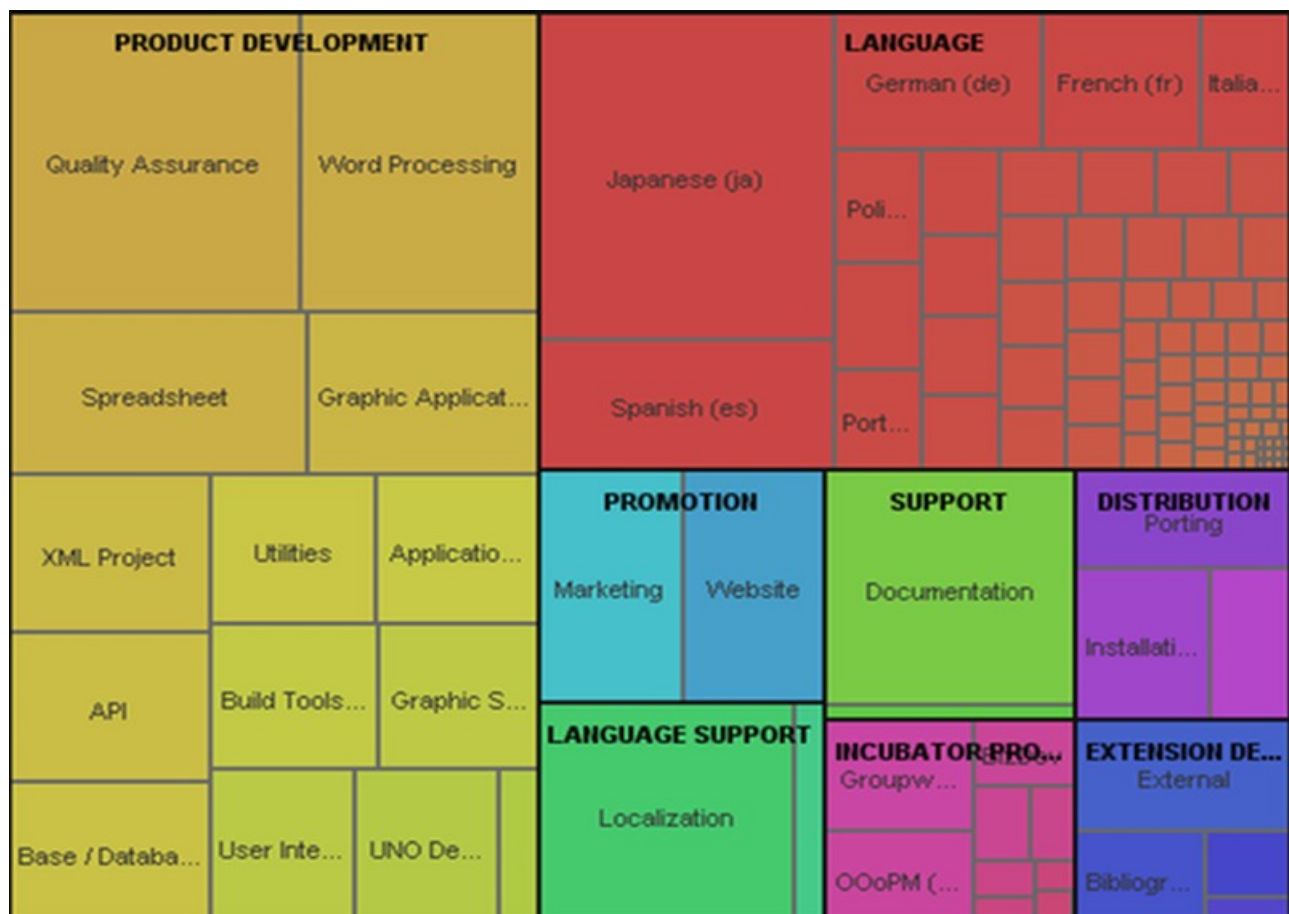 PRODUCT DEVELOPMENT
Quality Assurance
Word Processing
Spreadsheet
Graphic Applicat...
XML Project
Utilities
Applicatio...
API
Build Tools...
Graphic S...
Base / Databa...
User Inte...
UNO De...
LANGUAGE
Japanese (ja)
German (de)
French (fr)
Italia...
Poli...
Spanish (es)
Port...
PROMOTION
Marketing
Website
SUPPORT
Documentation
DISTRIBUTION
Porting
Installati...
LANGUAGE SUPPORT
Localization
INCUBATOR PRO...
Groupw...
OOoPM (...
EXTENSION DE...
External
Bibliogr...